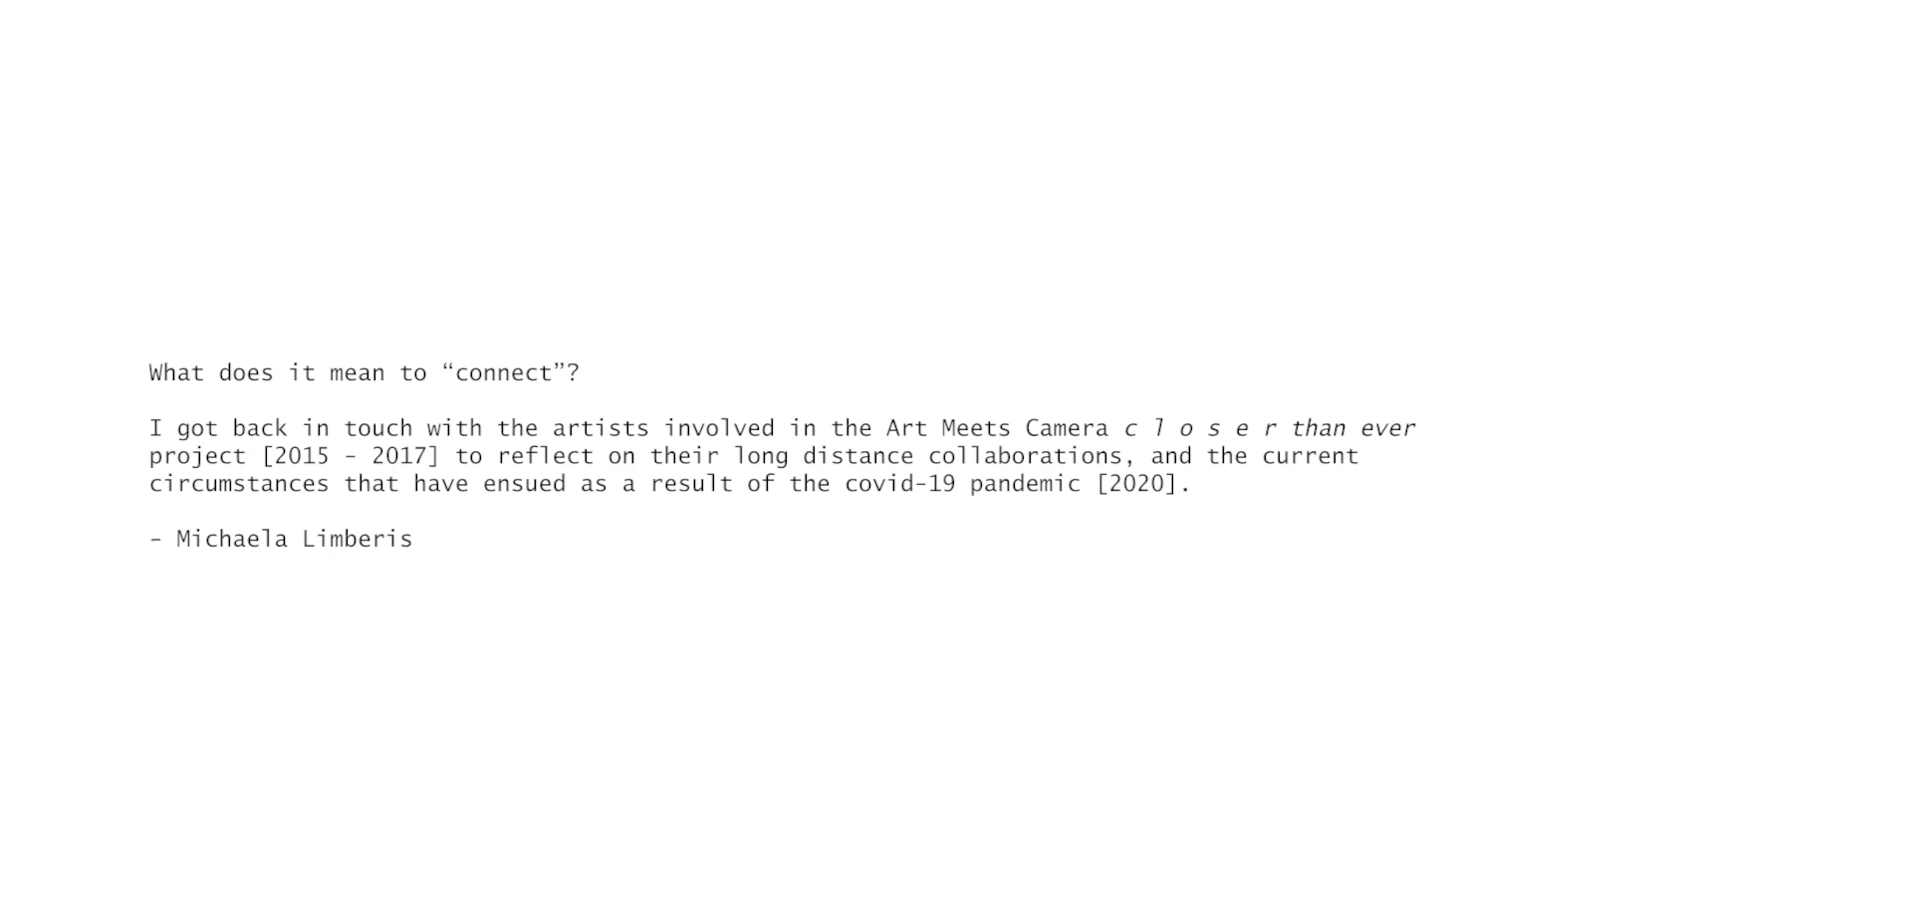 What does it mean to “connect”?
I got back in touch with the artists involved in the Art Meets Camera c l o s e r than ever
project [2015 – 2017] to reflect on their long distance collaborations, and the current
circumstances that have ensued as a result of the covid-19 pandemic [2020].
– Michaela Limberis